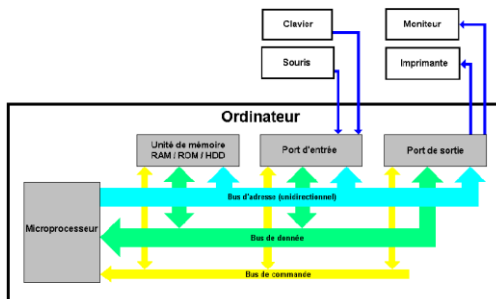 Clavier
Moniteur
Souris
Imprimante
Ordinateur
Unité de mémoire
RAM / ROM / HDD
Port d'entrée
Port de sortie
Bus d'adresse (unidirectionnel)
Microprocesseur
Bus de donnée
Bus de commande